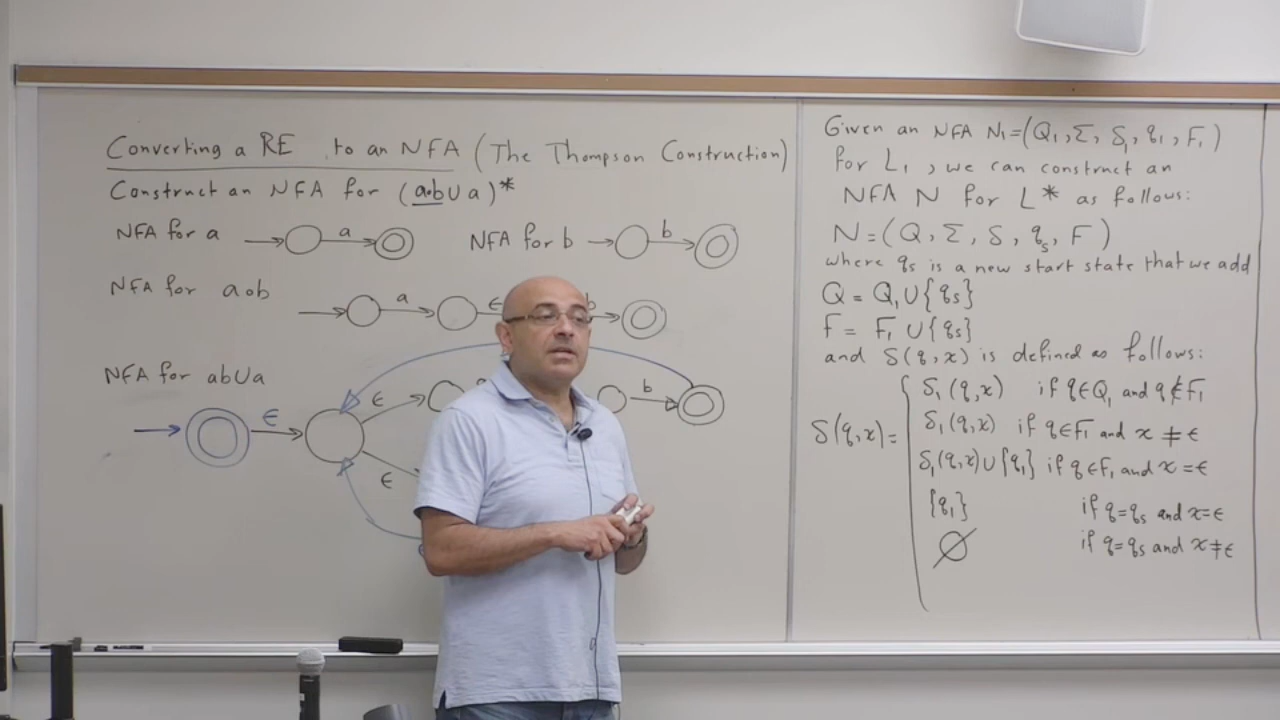 Converting a RE to an NFA (The Thompson Construction)
Construct an NFA for (a∘b∪a)*
NFA for a
a
NFA for b
b
NFA for a∘b
a
ϵ
b
NFA for ab∪a
ϵ
ϵ
b
ϵ
Given an NFA N₁=(Q₁,Σ,δ₁,q₁,F₁)
for L₁, we can construct an
NFA N for L* as follows:
N=(Q,Σ,δ,qₛ,F)
where qₛ is a new start state that we add
Q = Q₁∪{qₛ}
F = F₁∪{qₛ}
and δ(q,x) is defined as follows:
δ(q,x)= {
δ₁(q,x) if q∈Q₁ and q∉F₁
δ₁(q,x) if q∈F₁ and x≠ϵ
δ₁(q,x)∪{q₁} if q∈F₁ and x=ϵ
{q₁} if q=qₛ and x=ϵ
∅ if q=qₛ and x≠ϵ